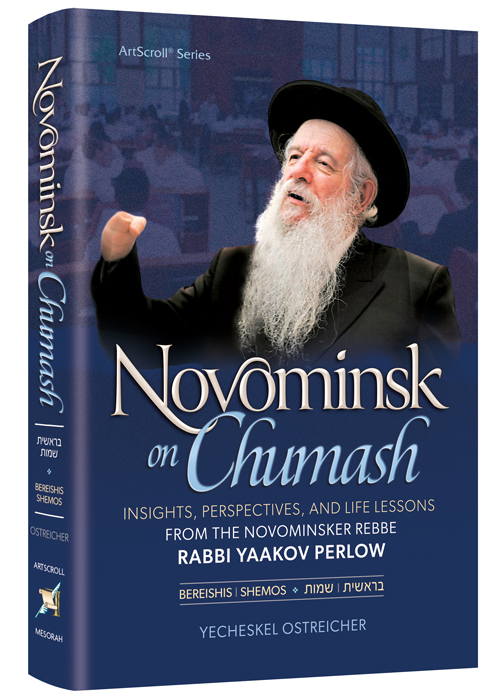 ArtScroll® Series
Novominsk
on Chumash
INSIGHTS, PERSPECTIVES, AND LIFE LESSONS
FROM THE NOVOMINSKER REBBE
RABBI YAAKOV PERLOW
BEREISHIS | SHEMOS ❖ בראשית | שמות
YECHESKEL OSTREICHER
Novominsk on Chumash
בראשית
שמות
BEREISHIS
SHEMOS
OSTREICHER
ARTSCROLL
MESORAH